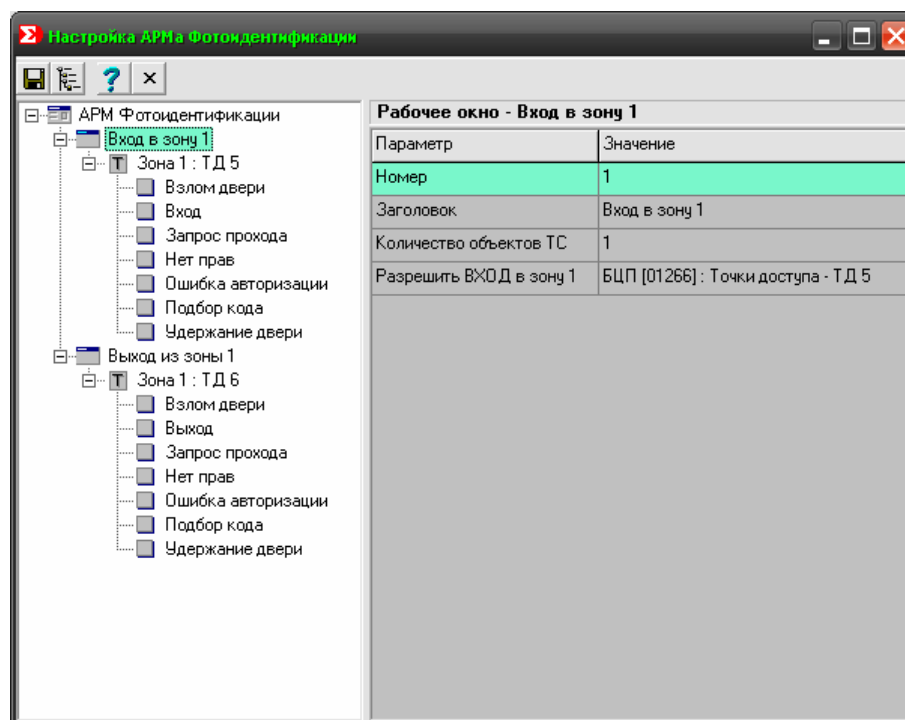 Настройка АРМа Фотоидентификации
АРМ Фотоидентификации
Вход в зону 1
Зона 1 : ТД 5
Взлом двери
Вход
Запрос прохода
Нет прав
Ошибка авторизации
Подбор кода
Удержание двери
Выход из зоны 1
Зона 1 : ТД 6
Взлом двери
Выход
Запрос прохода
Нет прав
Ошибка авторизации
Подбор кода
Удержание двери
Рабочее окно - Вход в зону 1
Параметр Значение
Номер 1
Заголовок Вход в зону 1
Количество объектов ТС 1
Разрешить ВХОД в зону 1 БЦП [01266] : Точки доступа - ТД 5